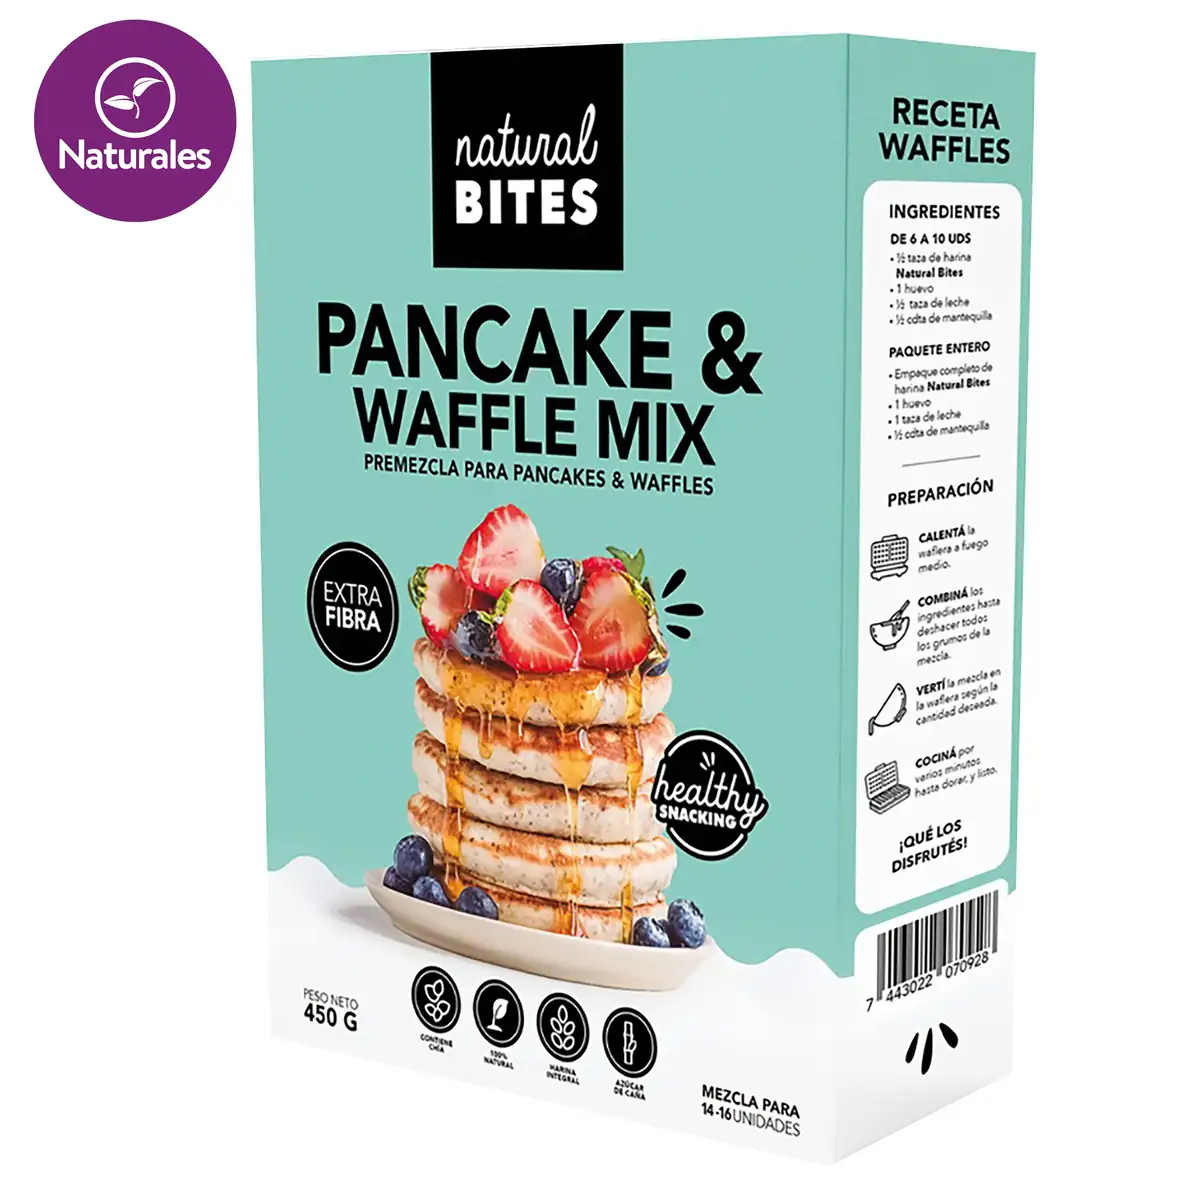 Naturales
natural
BITES
PANCAKE &
WAFFLE MIX
PREMEZCLA PARA PANCAKES & WAFFLES
EXTRA
FIBRA
healthy
SNACKING
PESO NETO
450 G
CONTIENE
CHÍA
100%
NATURAL
HARINA
INTEGRAL
AZÚCAR
DE CAÑA
MEZCLA PARA
14-16 UNIDADES
RECETA
WAFFLES
INGREDIENTES
DE 6 A 10 UDS
• ½ taza de harina
Natural Bites
• 1 huevo
• ½ taza de leche
• ½ cdta de mantequilla
PAQUETE ENTERO
• Empaque completo de
harina Natural Bites
• 1 huevo
• 1 taza de leche
• ½ cdta de mantequilla
PREPARACIÓN
CALENTÁ la
waflera a fuego
medio.
COMBINÁ los
ingredientes hasta
deshacer todos
los grumos de la
mezcla.
VERTÍ la mezcla en
la waflera según la
cantidad deseada.
COCINÁ por
varios minutos
hasta dorar, y listo.
¡QUÉ LOS
DISFRUTÉS!
7 443022 070928